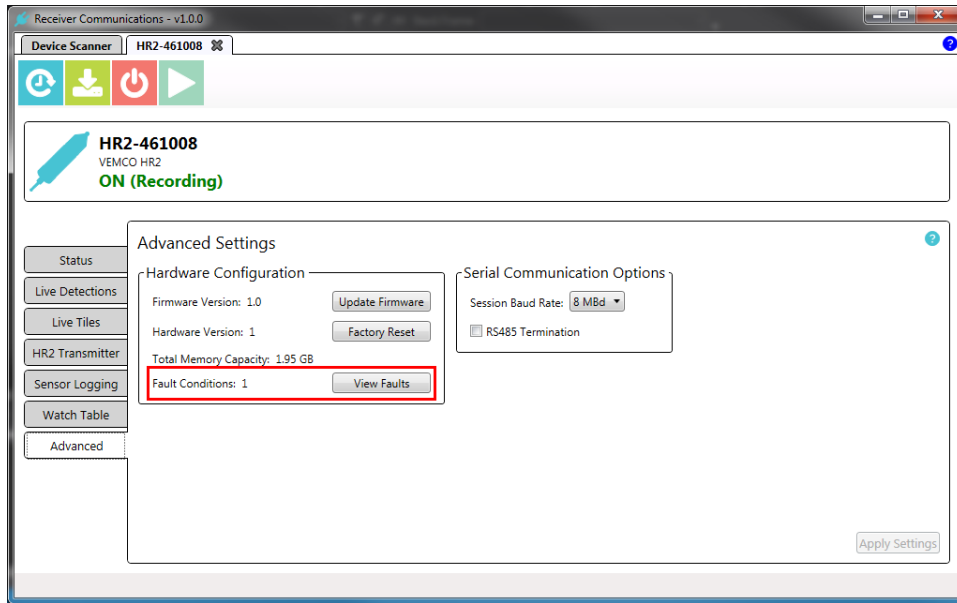 Receiver Communications - v1.0.0
Device Scanner
HR2-461008
HR2-461008
VEMCO HR2
ON (Recording)
Status
Live Detections
Live Tiles
HR2 Transmitter
Sensor Logging
Watch Table
Advanced
Advanced Settings
?
?
Hardware Configuration
Firmware Version: 1.0 Update Firmware
Hardware Version: 1 Factory Reset
Total Memory Capacity: 1.95 GB
Fault Conditions: 1 View Faults
Serial Communication Options
Session Baud Rate: 8 MBd
RS485 Termination
Apply Settings